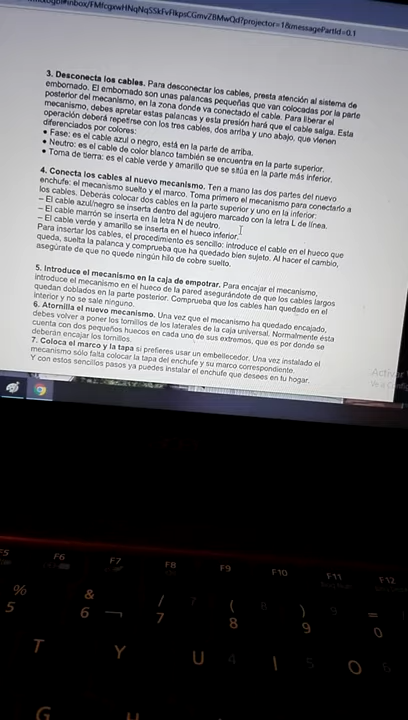 box/FMfcgxwHNqNqSSkFvFfkpsCGmvZBMwQd?projector=1&messagePartId=0.1
3. Desconecta los cables. Para desconectar los cables, presta atención al sistema de
embornado. El embornado son unas palancas pequeñas que van colocadas por la parte
posterior del mecanismo, en la zona donde va conectado el cable. Para liberar el
mecanismo, debes apretar estas palancas y esta presión hará que el cable salga. Esta
operación deberá repetirse con los tres cables, dos arriba y uno abajo, que vienen
diferenciados por colores:
• Fase: es el cable azul o negro, está en la parte de arriba.
• Neutro: es el cable de color blanco también se encuentra en la parte superior.
• Toma de tierra: es el cable verde y amarillo que se sitúa en la parte más inferior.
4. Conecta los cables al nuevo mecanismo. Ten a mano las dos partes del nuevo
enchufe: el mecanismo suelto y el marco. Toma primero el mecanismo para conectarlo a
los cables. Deberás colocar dos cables en la parte superior y uno en la inferior:
– El cable azul/negro se inserta dentro del agujero marcado con la letra L de línea.
– El cable marrón se inserta en la letra N de neutro.
– El cable verde y amarillo se inserta en el hueco inferior.
Para insertar los cables, el procedimiento es sencillo: introduce el cable en el hueco que
queda, suelta la palanca y comprueba que ha quedado bien sujeto. Al hacer el cambio,
asegúrate de que no quede ningún hilo de cobre suelto.
5. Introduce el mecanismo en la caja de empotrar. Para encajar el mecanismo,
introduce el mecanismo en el hueco de la pared asegurándote de que los cables largos
quedan doblados en la parte posterior. Comprueba que los cables han quedado en el
interior y no se sale ninguno.
6. Atornilla el nuevo mecanismo. Una vez que el mecanismo ha quedado encajado,
debes volver a poner los tornillos de los laterales de la caja universal. Normalmente ésta
cuenta con dos pequeños huecos en cada uno de sus extremos, que es por donde se
deberán encajar los tornillos.
7. Coloca el marco y la tapa si prefieres usar un embellecedor. Una vez instalado el
mecanismo sólo falta colocar la tapa del enchufe y su marco correspondiente.
Y con estos sencillos pasos ya puedes instalar el enchufe que desees en tu hogar.
F5 F6 F7 F8 F9 F10 F11 F12
% & / ( ) =
5 6 7 8 9 0
T Y U I O
G